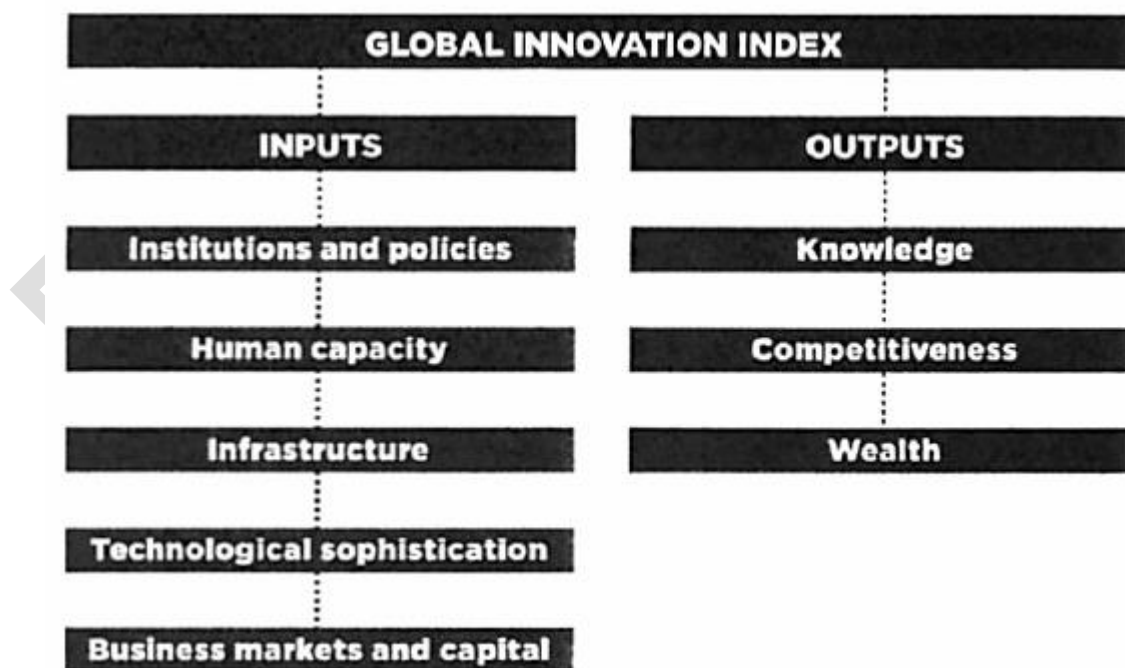 GLOBAL INNOVATION INDEX
INPUTS
Institutions and policies
Human capacity
Infrastructure
Technological sophistication
Business markets and capital
OUTPUTS
Knowledge
Competitiveness
Wealth